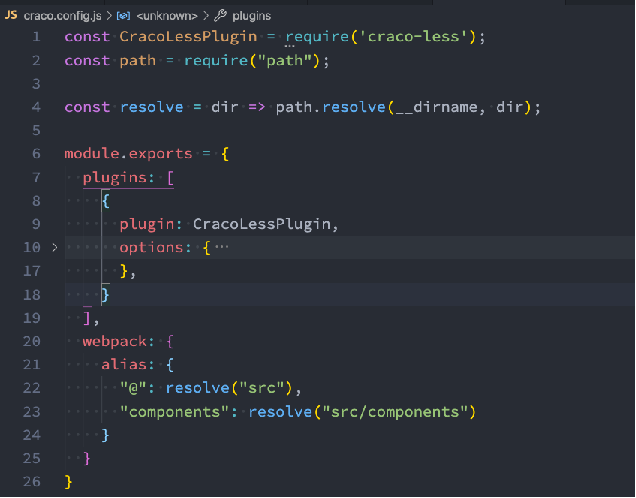 JS craco.config.js > <unknown> > plugins
1 const CracoLessPlugin = require('craco-less');
2 const path = require("path");
3
4 const resolve = dir => path.resolve(__dirname, dir);
5
6 module.exports = {
7 plugins: [
8 {
9 plugin: CracoLessPlugin,
10 > options: { ⋯
17 },
18 }
19 ],
20 webpack: {
21 alias: {
22 "@": resolve("src"),
23 "components": resolve("src/components")
24 }
25 }
26 }